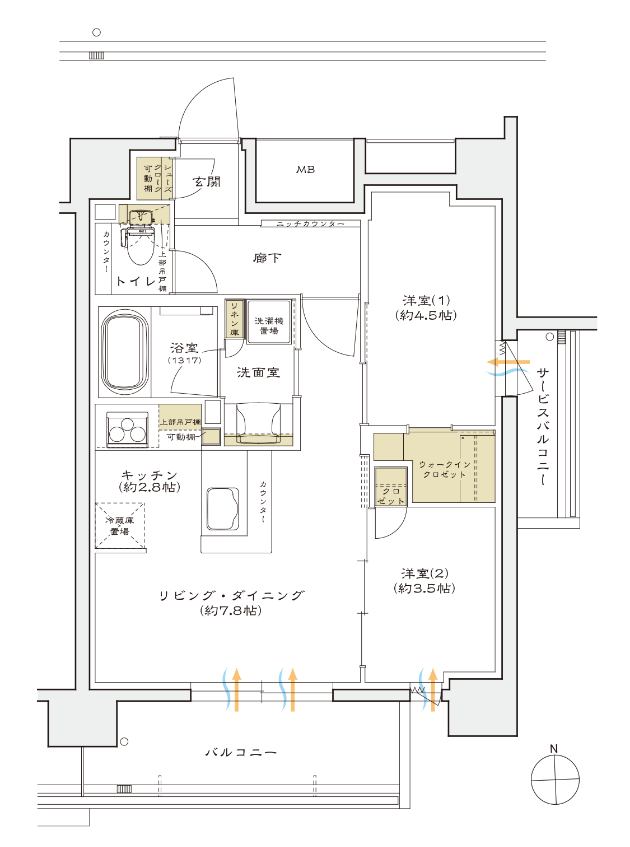 MB
シューズ
クローク
可動棚
玄関
ニッチカウンター
カウンター
上部吊戸棚
トイレ
廊下
洋室(1)
(約4.5帖)
リネン庫
洗濯機
置場
浴室
(1317)
洗面室
サービスバルコニー
上部吊戸棚
可動棚
ウォークイン
クロゼット
キッチン
(約2.8帖)
カウンター
クロ
ゼット
冷蔵庫
置場
洋室(2)
(約3.5帖)
リビング・ダイニング
(約7.8帖)
バルコニー
N